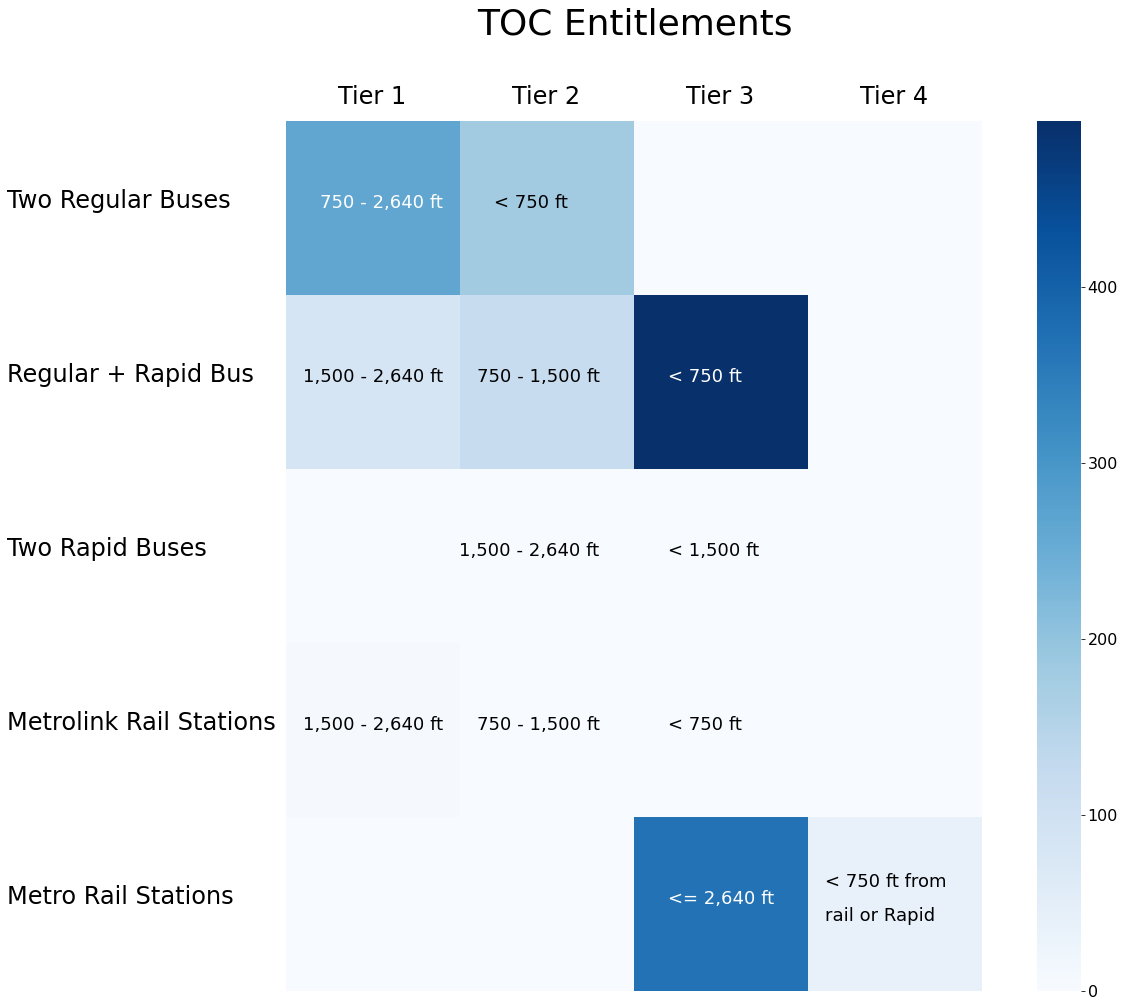 TOC Entitlements
Tier 1 Tier 2 Tier 3 Tier 4
Two Regular Buses 750 - 2,640 ft < 750 ft
400
Regular + Rapid Bus 1,500 - 2,640 ft 750 - 1,500 ft < 750 ft
300
Two Rapid Buses 1,500 - 2,640 ft < 1,500 ft
200
Metrolink Rail Stations 1,500 - 2,640 ft 750 - 1,500 ft < 750 ft
100
Metro Rail Stations <= 2,640 ft < 750 ft from
rail or Rapid
0